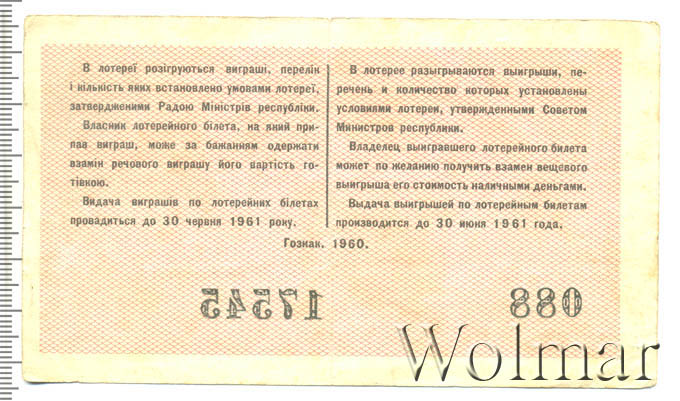 В лотереї розігруються виграші, перелік
і кількість яких встановлено умовами лотереї,
затвердженими Радою Міністрів республіки.
Власник лотерейного білета, на який при-
пав виграш, може за бажанням одержати
взамін речового виграшу його вартість го-
тівкою.
Видача виграшів по лотерейних білетах
провадиться до 30 червня 1961 року.
В лотерее разыгрываются выигрыши, пе-
речень и количество которых установлены
условиями лотереи, утвержденными Советом
Министров республики.
Владелец выигравшего лотерейного билета
может по желанию получить взамен вещевого
выигрыша его стоимость наличными деньгами.
Выдача выигрышей по лотерейным билетам
производится до 30 июня 1961 года.
Гознак. 1960.
17545
088
Wolmar